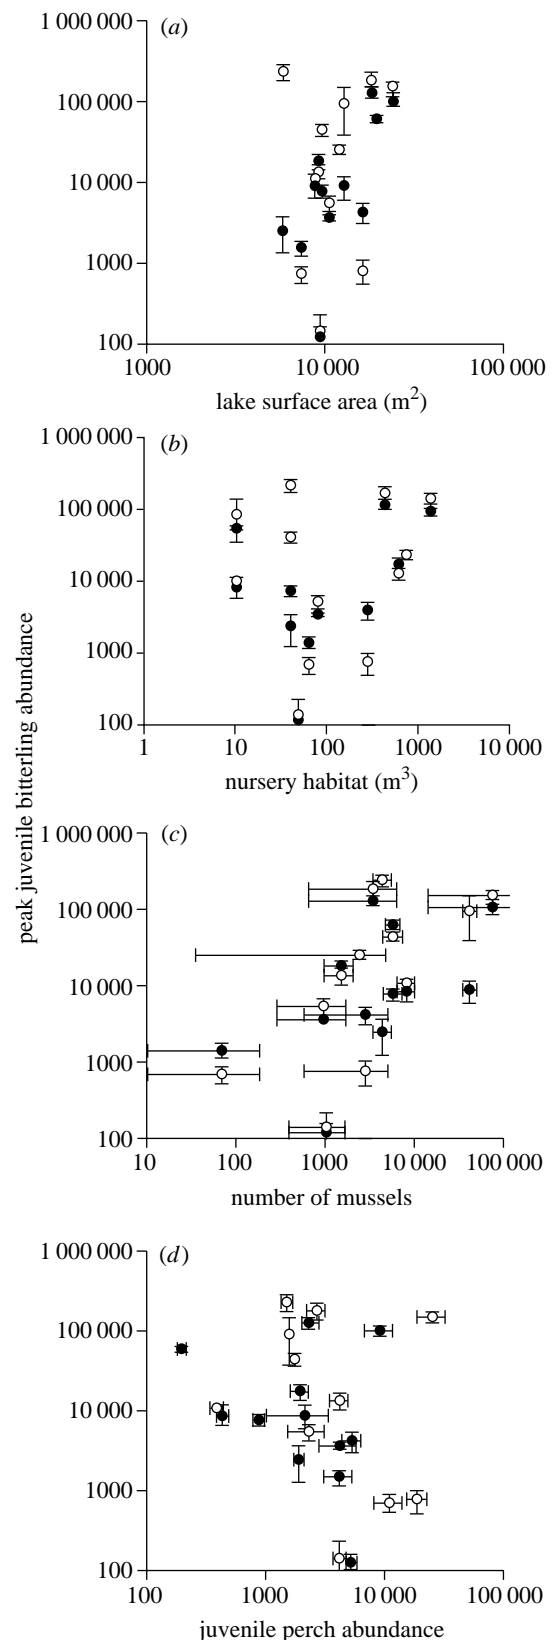 (a)
1 000 000
100 000
10 000
1000
100
1000
10 000
100 000
lake surface area (m2)
peak juvenile bitterling abundance
(b)
1 000 000
100 000
10 000
1000
100
1
10
100
1000
10 000
nursery habitat (m3)
(c)
1 000 000
100 000
10 000
1000
100
10
100
1000
10 000
100 000
number of mussels
(d)
1 000 000
100 000
10 000
1000
100
100
1000
10 000
100 000
juvenile perch abundance